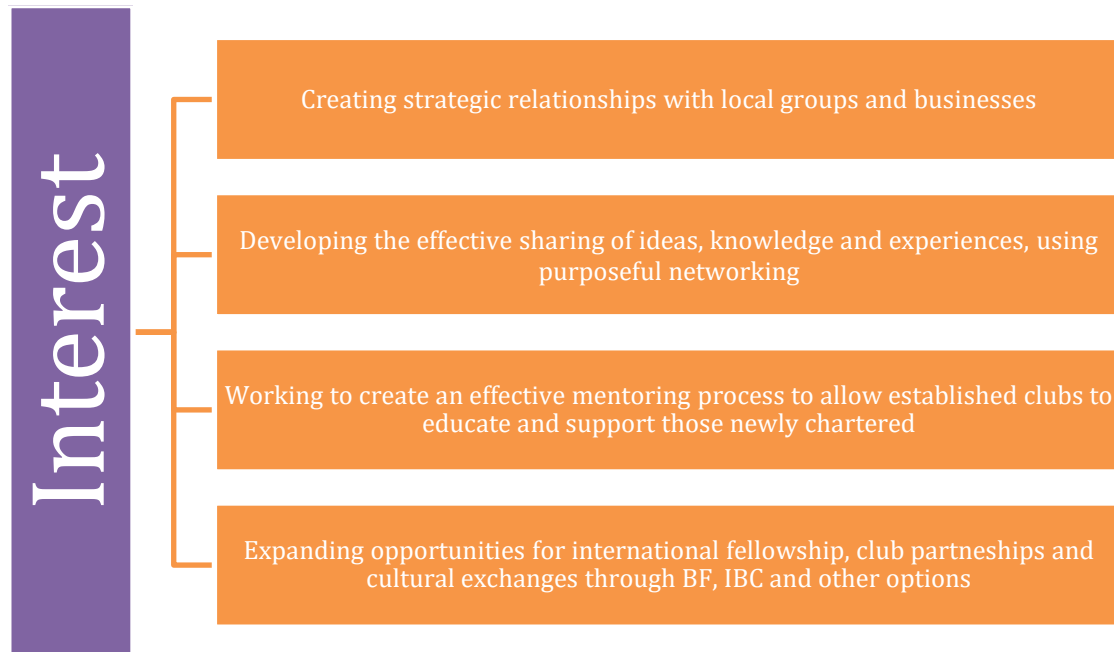 Interest
Creating strategic relationships with local groups and businesses
Developing the effective sharing of ideas, knowledge and experiences, using
purposeful networking
Working to create an effective mentoring process to allow established clubs to
educate and support those newly chartered
Expanding opportunities for international fellowship, club partneships and
cultural exchanges through BF, IBC and other options